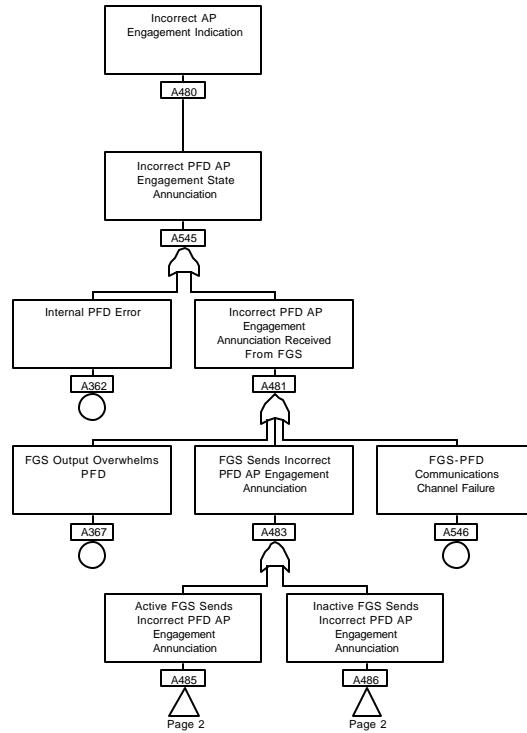 Incorrect AP
Engagement Indication
A480
Incorrect PFD AP
Engagement State
Annunciation
A545
Internal PFD Error
A362
Incorrect PFD AP
Engagement
Annunciation Received
From FGS
A481
FGS Output Overwhelms
PFD
A367
FGS Sends Incorrect
PFD AP Engagement
Annunciation
A483
FGS-PFD
Communications
Channel Failure
A546
Active FGS Sends
Incorrect PFD AP
Engagement
Annunciation
A485
Page 2
Inactive FGS Sends
Incorrect PFD AP
Engagement
Annunciation
A486
Page 2